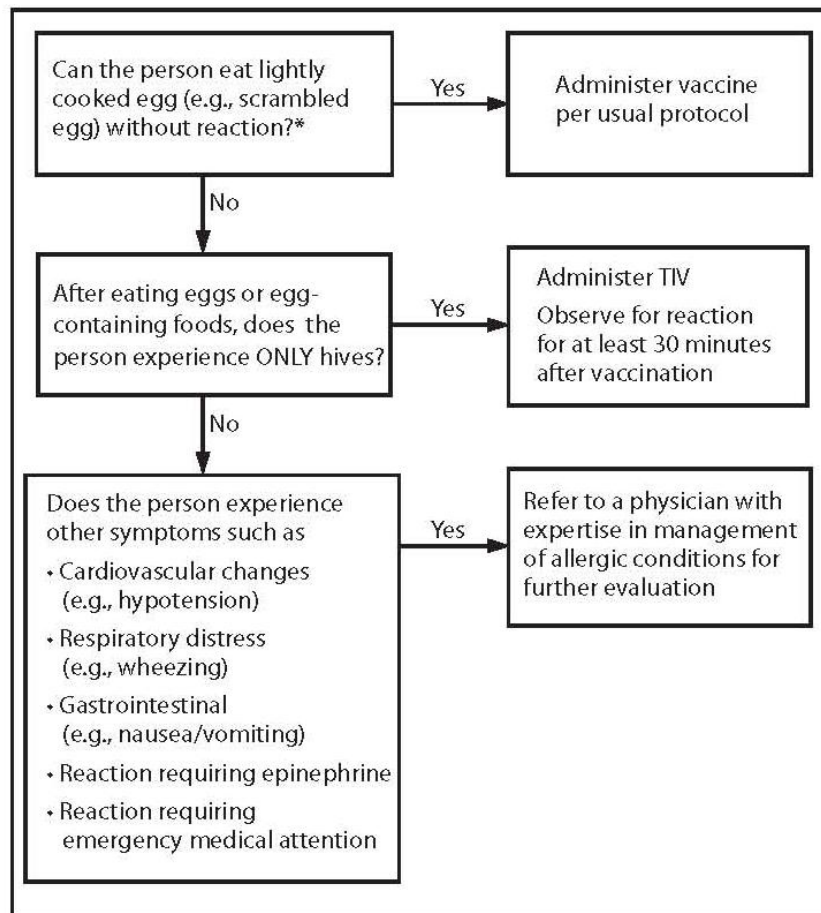 Can the person eat lightly
cooked egg (e.g., scrambled
egg) without reaction?*
Yes
Administer vaccine
per usual protocol
No
After eating eggs or egg-
containing foods, does the
person experience ONLY hives?
Yes
Administer TIV
Observe for reaction
for at least 30 minutes
after vaccination
No
Does the person experience
other symptoms such as
• Cardiovascular changes
(e.g., hypotension)
• Respiratory distress
(e.g., wheezing)
• Gastrointestinal
(e.g., nausea/vomiting)
• Reaction requiring epinephrine
• Reaction requiring
emergency medical attention
Yes
Refer to a physician with
expertise in management
of allergic conditions for
further evaluation